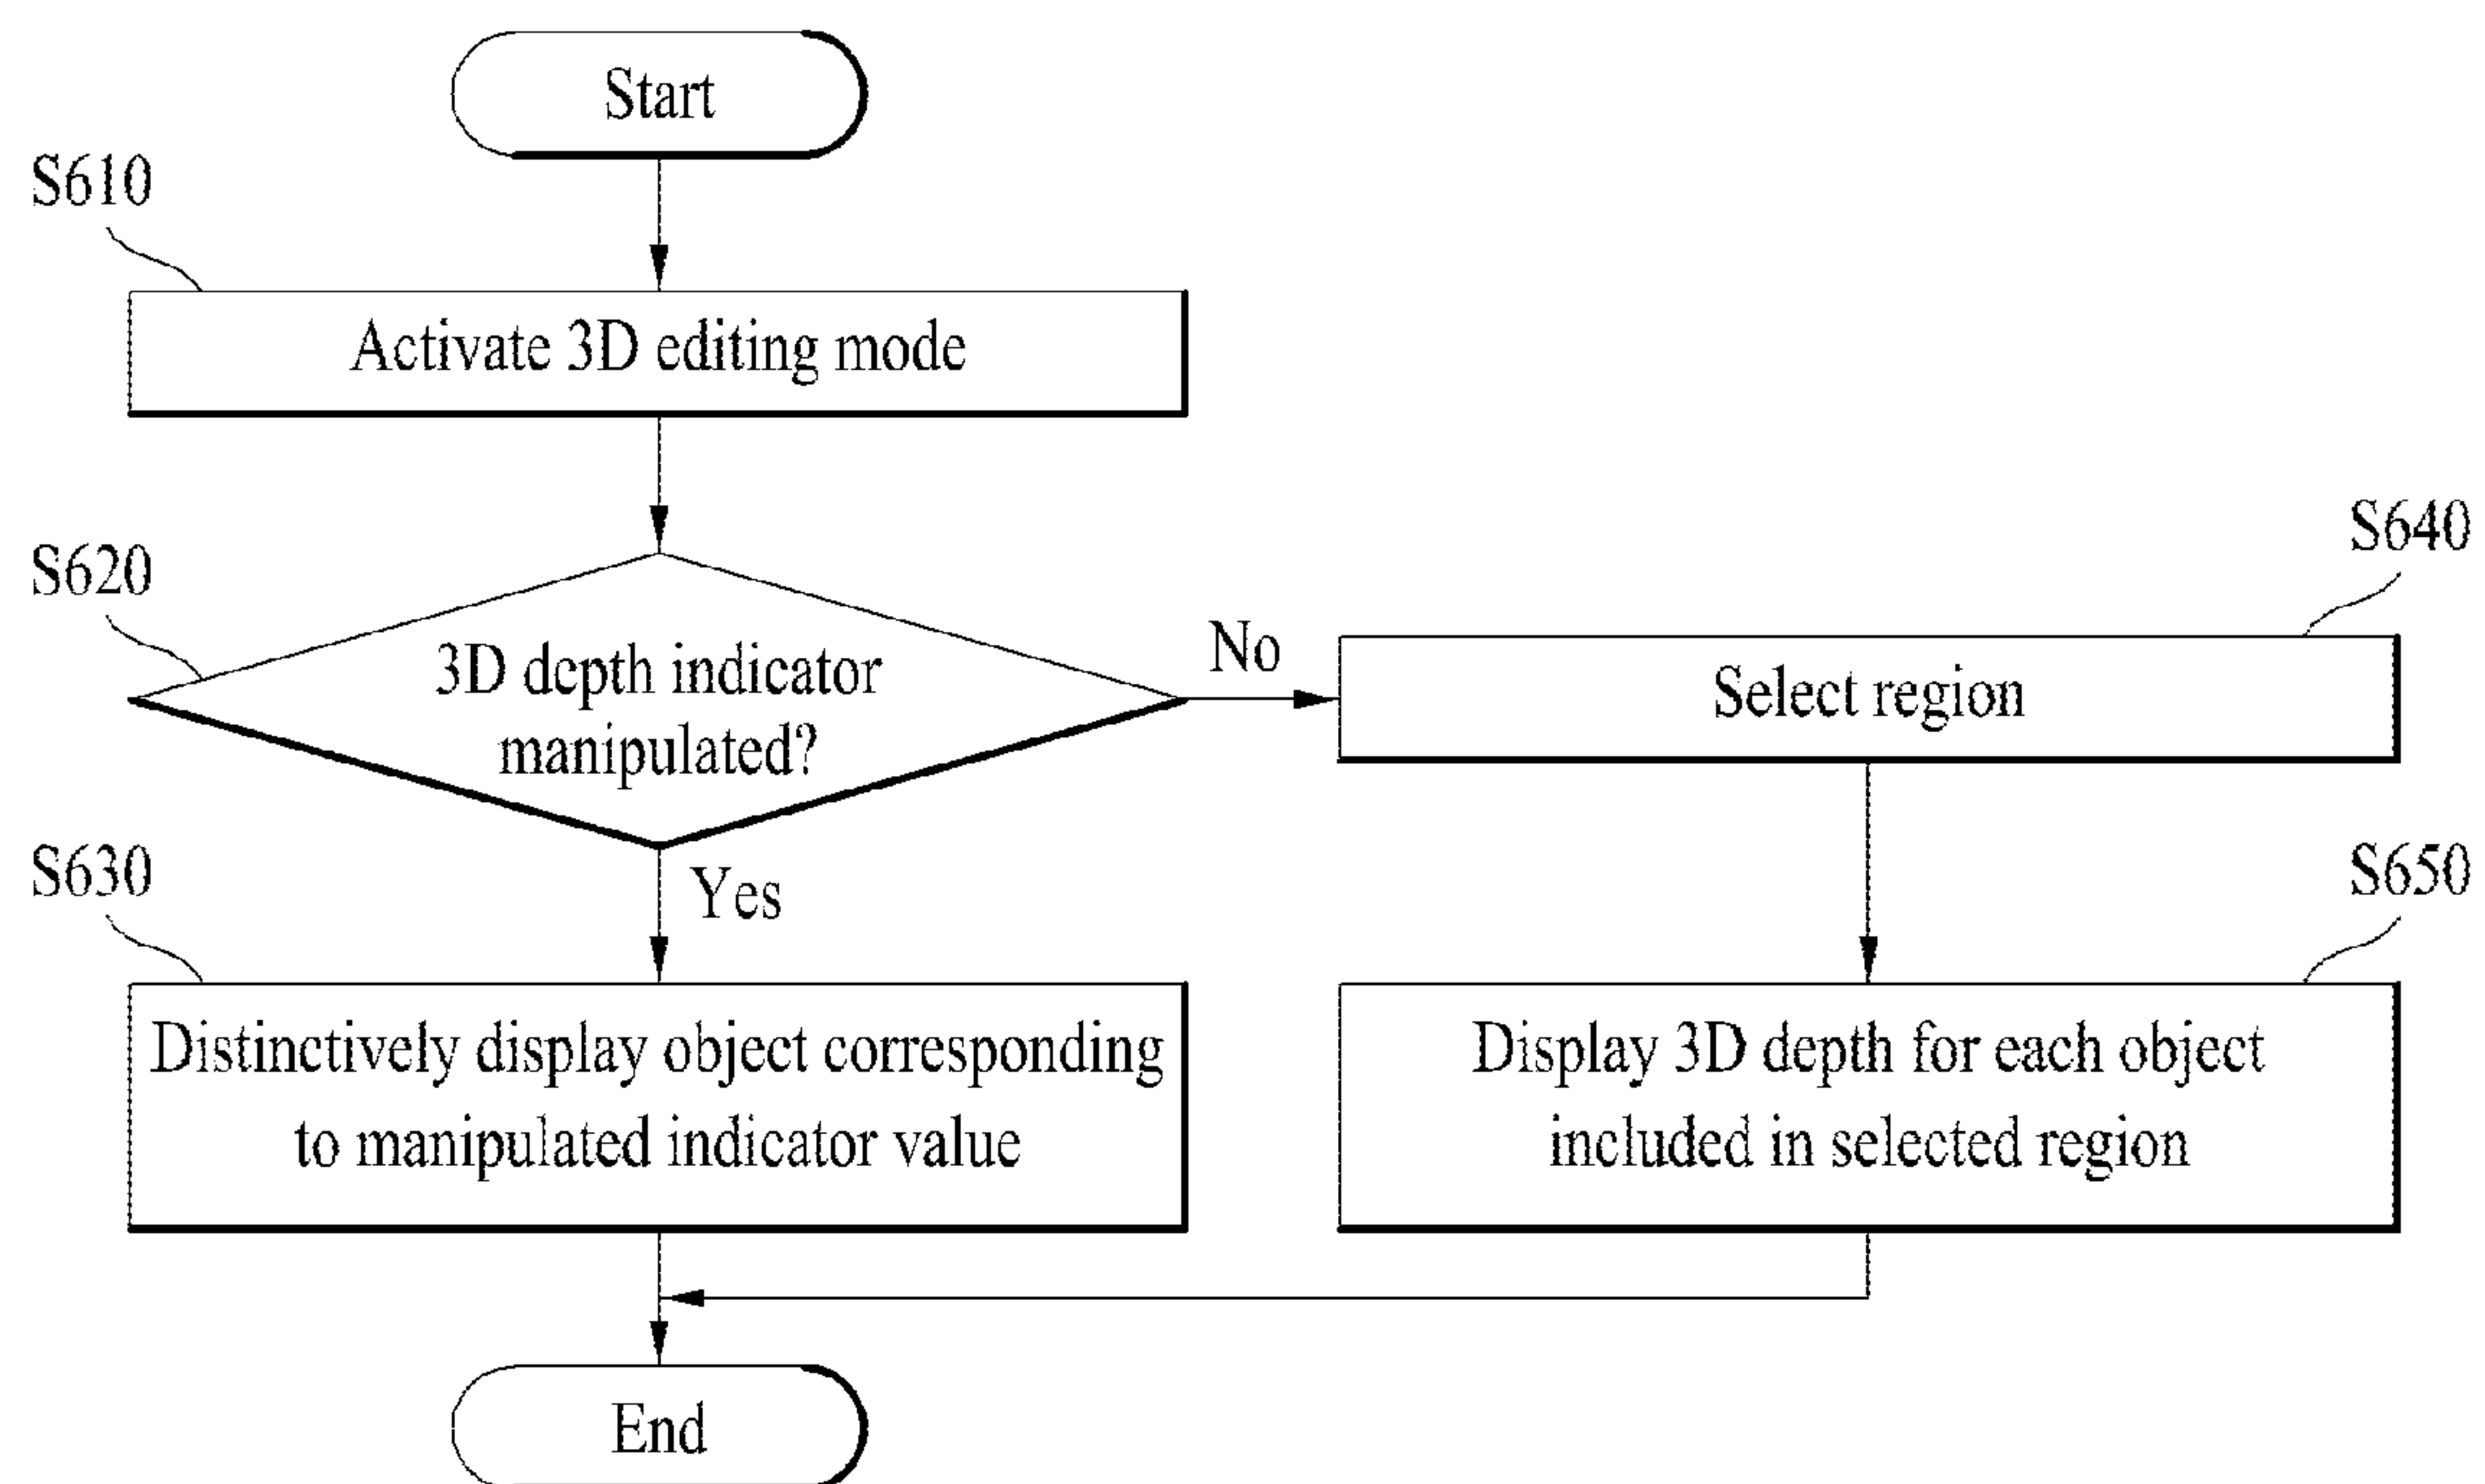 Start
S610
Activate 3D editing mode
S620
3D depth indicator
manipulated?
No
S640
Select region
Yes
S630
Distinctively display object corresponding
to manipulated indicator value
S650
Display 3D depth for each object
included in selected region
End